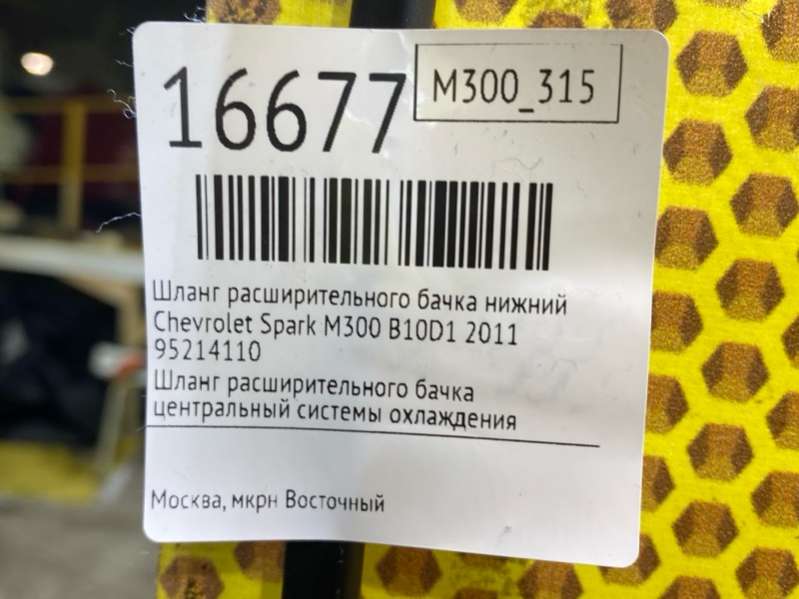 16677
M300_315
Шланг расширительного бачка нижний
Chevrolet Spark M300 B10D1 2011
95214110
Шланг расширительного бачка
центральный системы охлаждения
Москва, мкрн Восточный